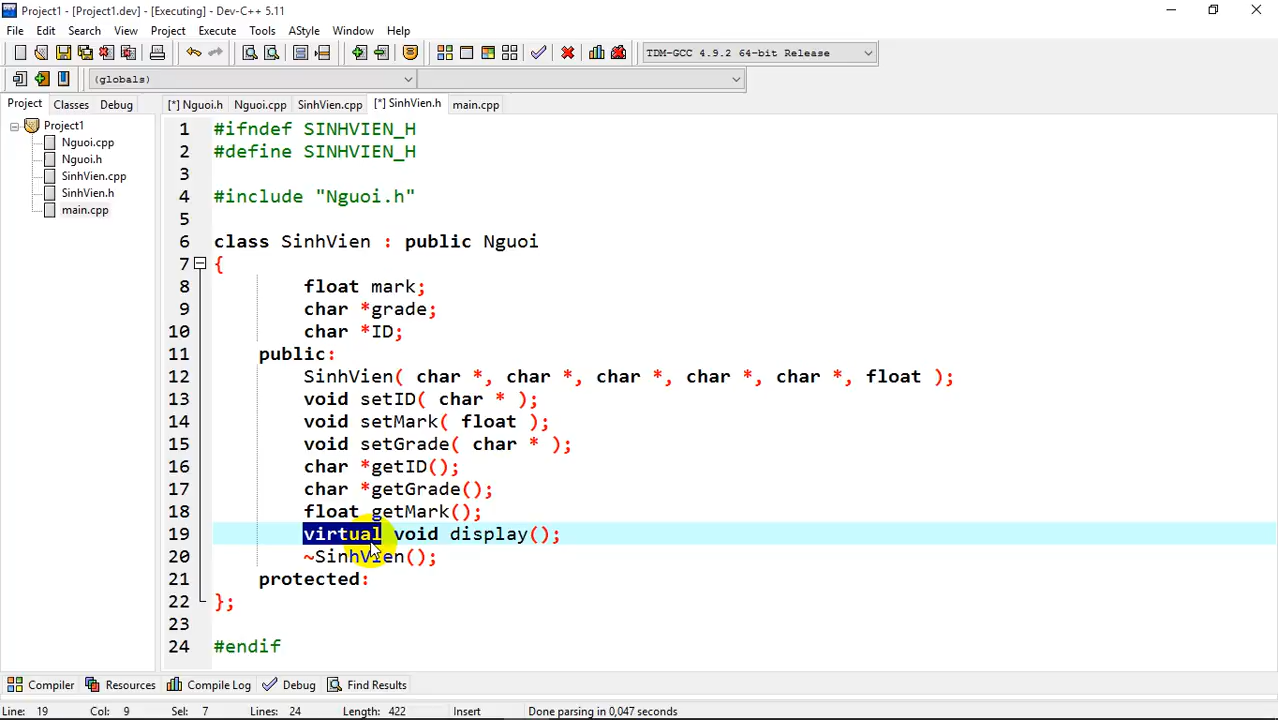 Project1 - [Project1.dev] - [Executing] - Dev-C++ 5.11
File Edit Search View Project Execute Tools AStyle Window Help
TDM-GCC 4.9.2 64-bit Release
(globals)
Project Classes Debug
[*] Nguoi.h Nguoi.cpp SinhVien.cpp [*] SinhVien.h main.cpp
Project1
Nguoi.cpp
Nguoi.h
SinhVien.cpp
SinhVien.h
main.cpp
1 #ifndef SINHVIEN_H
2 #define SINHVIEN_H
3
4 #include "Nguoi.h"
5
6 class SinhVien : public Nguoi
7 {
8 float mark;
9 char *grade;
10 char *ID;
11 public:
12 SinhVien( char *, char *, char *, char *, char *, float );
13 void setID( char * );
14 void setMark( float );
15 void setGrade( char * );
16 char *getID();
17 char *getGrade();
18 float getMark();
19 virtual void display();
20 ~SinhVien();
21 protected:
22 };
23
24 #endif
Compiler Resources Compile Log Debug Find Results
Line: 19 Col: 9 Sel: 7 Lines: 24 Length: 422 Insert Done parsing in 0,047 seconds